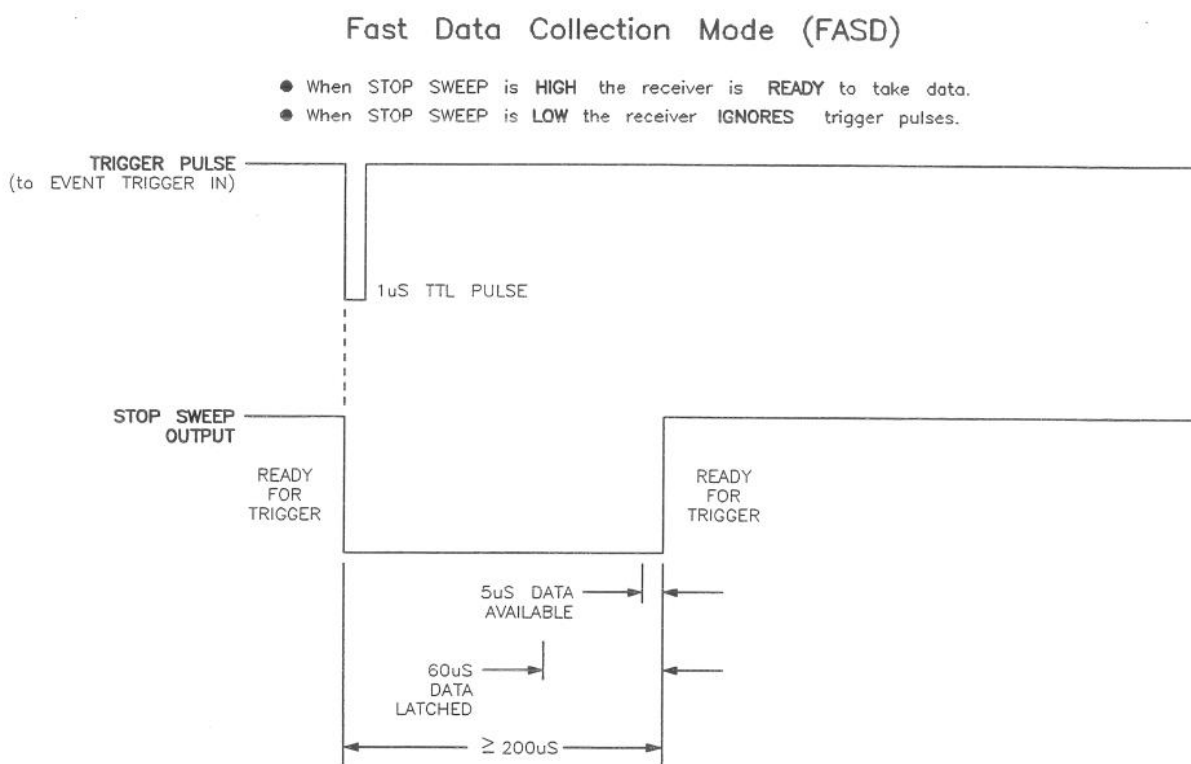 Fast Data Collection Mode (FASD)
● When STOP SWEEP is HIGH the receiver is READY to take data.
● When STOP SWEEP is LOW the receiver IGNORES trigger pulses.
TRIGGER PULSE
(to EVENT TRIGGER IN)
1uS TTL PULSE
STOP SWEEP
OUTPUT
READY
FOR
TRIGGER
READY
FOR
TRIGGER
5uS DATA
AVAILABLE
60uS
DATA
LATCHED
≥ 200uS